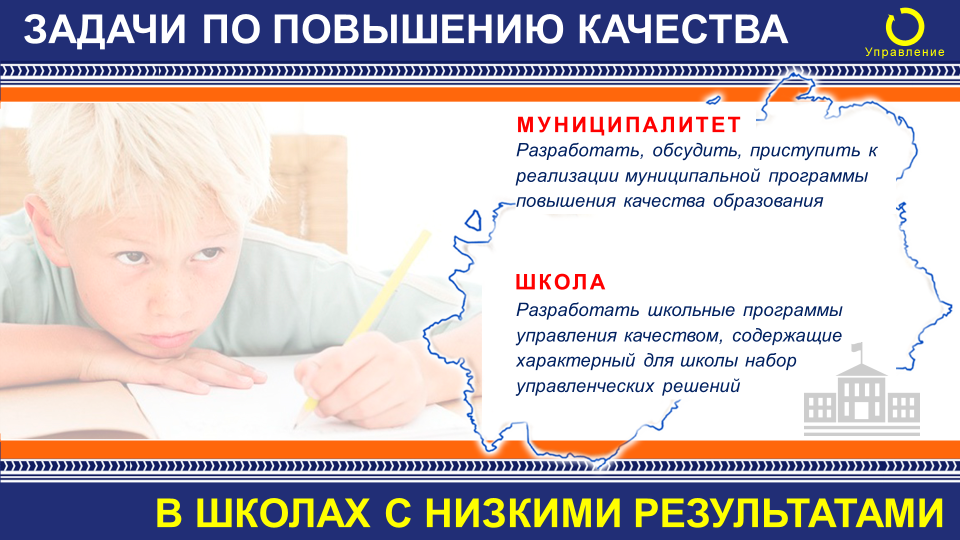 ЗАДАЧИ ПО ПОВЫШЕНИЮ КАЧЕСТВА
Управление
МУНИЦИПАЛИТЕТ
Разработать, обсудить, приступить к
реализации муниципальной программы
повышения качества образования
ШКОЛА
Разработать школьные программы
управления качеством, содержащие
характерный для школы набор
управленческих решений
В ШКОЛАХ С НИЗКИМИ РЕЗУЛЬТАТАМИ